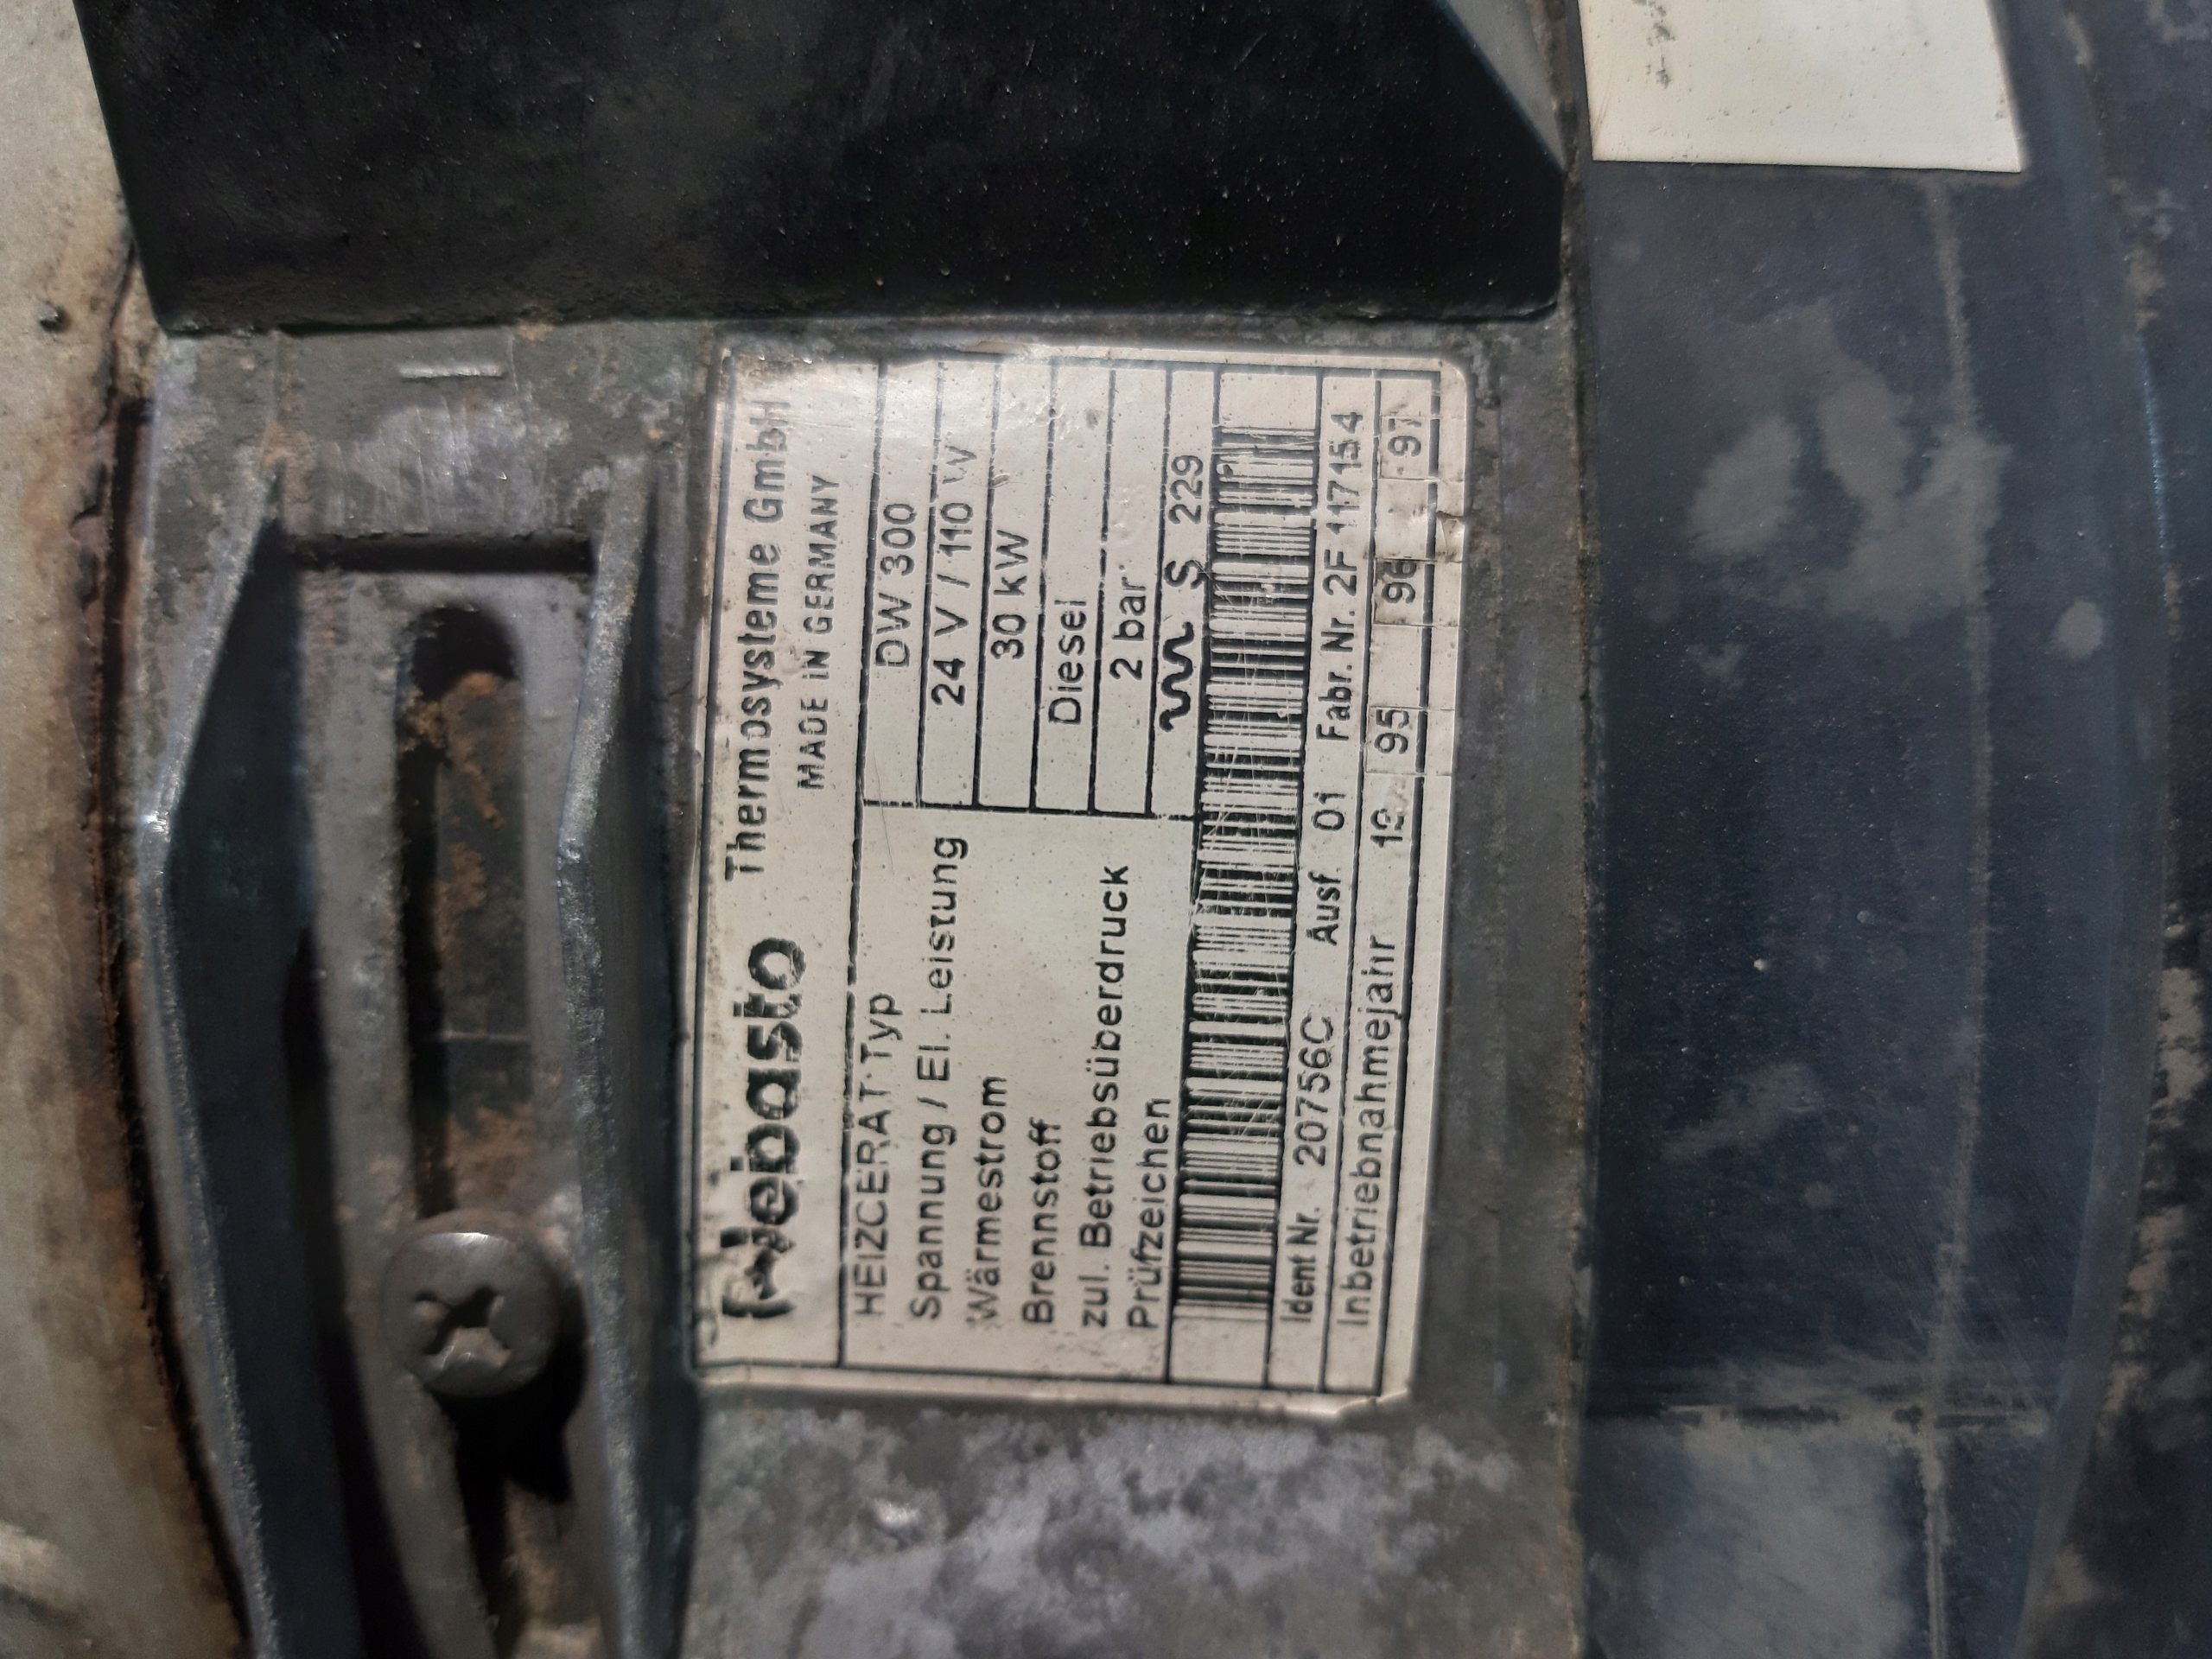 Webasto Thermosysteme GmbH
MADE IN GERMANY
HEIZGERÄT Typ DW 300
Spannung / El. Leistung 24 V / 110 W
Wärmestrom 30 kW
Brennstoff Diesel
zul. Betriebsüberdruck 2 bar
Prüfzeichen S 229
Ident Nr. 20756C Ausf. 01 Fabr. Nr. 2F 117154
Inbetriebnahmejahr 19.. 95 96 97